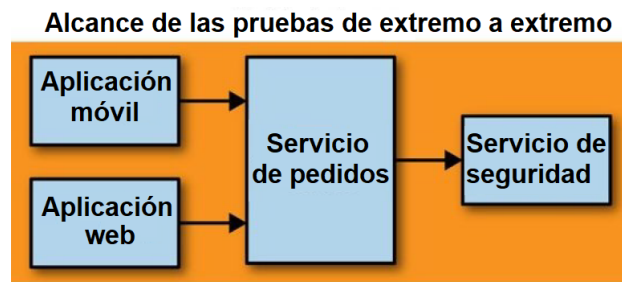 Alcance de las pruebas de extremo a extremo
Aplicación
móvil
Servicio
de pedidos
Servicio de
seguridad
Aplicación
web